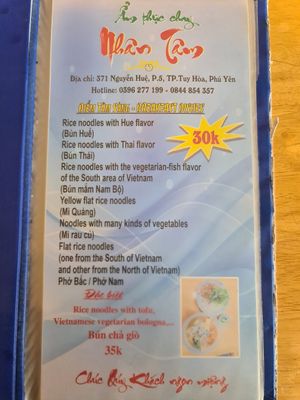 Ẩm thực chay
Nhân Tâm
Địa chỉ: 371 Nguyễn Huệ, P.5, TP.Tuy Hòa, Phú Yên
Hotline: 0396 277 199 - 0844 854 357
ĐIỂM TÂM SÁNG - BREAKFAST
Rice noodles with Hue flavor
(Bún Huế)
30k
Rice noodles with Thai flavor
(Bún Thái)
Rice noodles with the vegetarian-fish flavor
of the South area of Vietnam
(Bún mắm Nam Bộ)
Yellow flat rice noodles
(Mì Quảng)
Noodles with many kinds of vegetables
(Mì rau củ)
Flat rice noodles
(one from the South of Vietnam
and other from the North of Vietnam)
Phở Bắc / Phở Nam
Đặc biệt
Rice noodles with tofu,
Vietnamese vegetarian bologna....
Bún chả giò
35k
Chúc Quý Khách ngon miệng